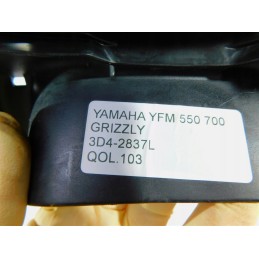 YAMAHA YFM 550 700
GRIZZLY
3D4-2837L
QOL.103